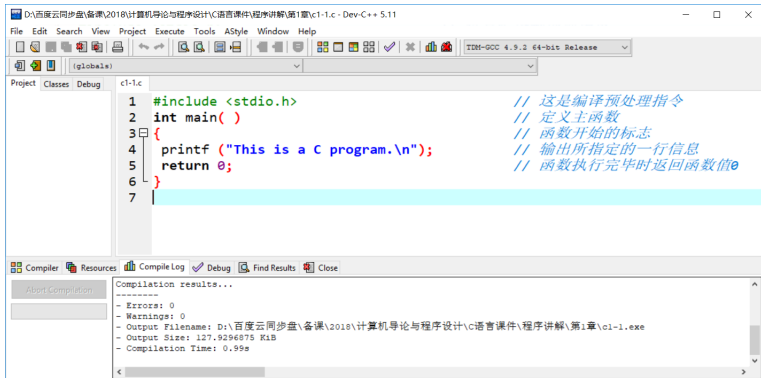 D:\百度云同步盘\备课\2018\计算机导论与程序设计\C语言课件\程序讲解\第1章\c1-1.c - Dev-C++ 5.11
File Edit Search View Project Execute Tools AStyle Window Help
TDM-GCC 4.9.2 64-bit Release
(globals)
Project Classes Debug c1-1.c
1 #include <stdio.h> // 这是编译预处理指令
2 int main( ) // 定义主函数
3 { // 函数开始的标志
4 printf ("This is a C program.\n"); // 输出所指定的一行信息
5 return 0; // 函数执行完毕时返回函数值0
6 }
7
Compiler Resources Compile Log Debug Find Results Close
Abort Compilation
Compilation results...
--------
- Errors: 0
- Warnings: 0
- Output Filename: D:\百度云同步盘\备课\2018\计算机导论与程序设计\C语言课件\程序讲解\第1章\c1-1.exe
- Output Size: 127.9296875 KiB
- Compilation Time: 0.99s